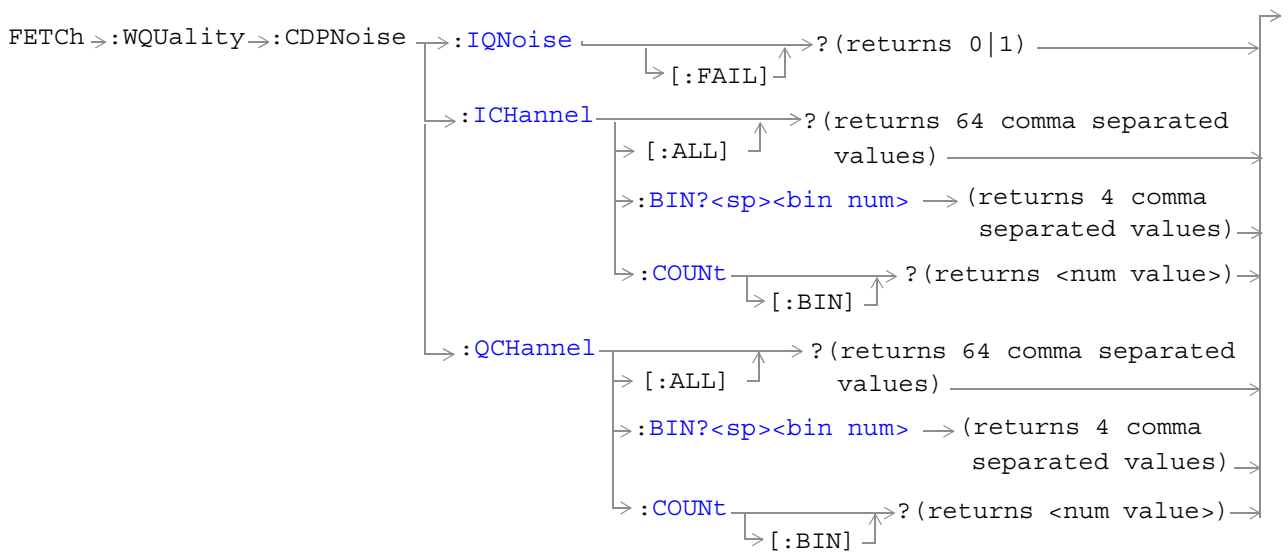 FETCh :WQUality :CDPNoise :IQNoise ?(returns 0|1)
[:FAIL]
:ICHannel ?(returns 64 comma separated
[:ALL] values)
:BIN?<sp><bin num> (returns 4 comma
separated values)
:COUNt ?(returns <num value>)
[:BIN]
:QCHannel ?(returns 64 comma separated
[:ALL] values)
:BIN?<sp><bin num> (returns 4 comma
separated values)
:COUNt ?(returns <num value>)
[:BIN]